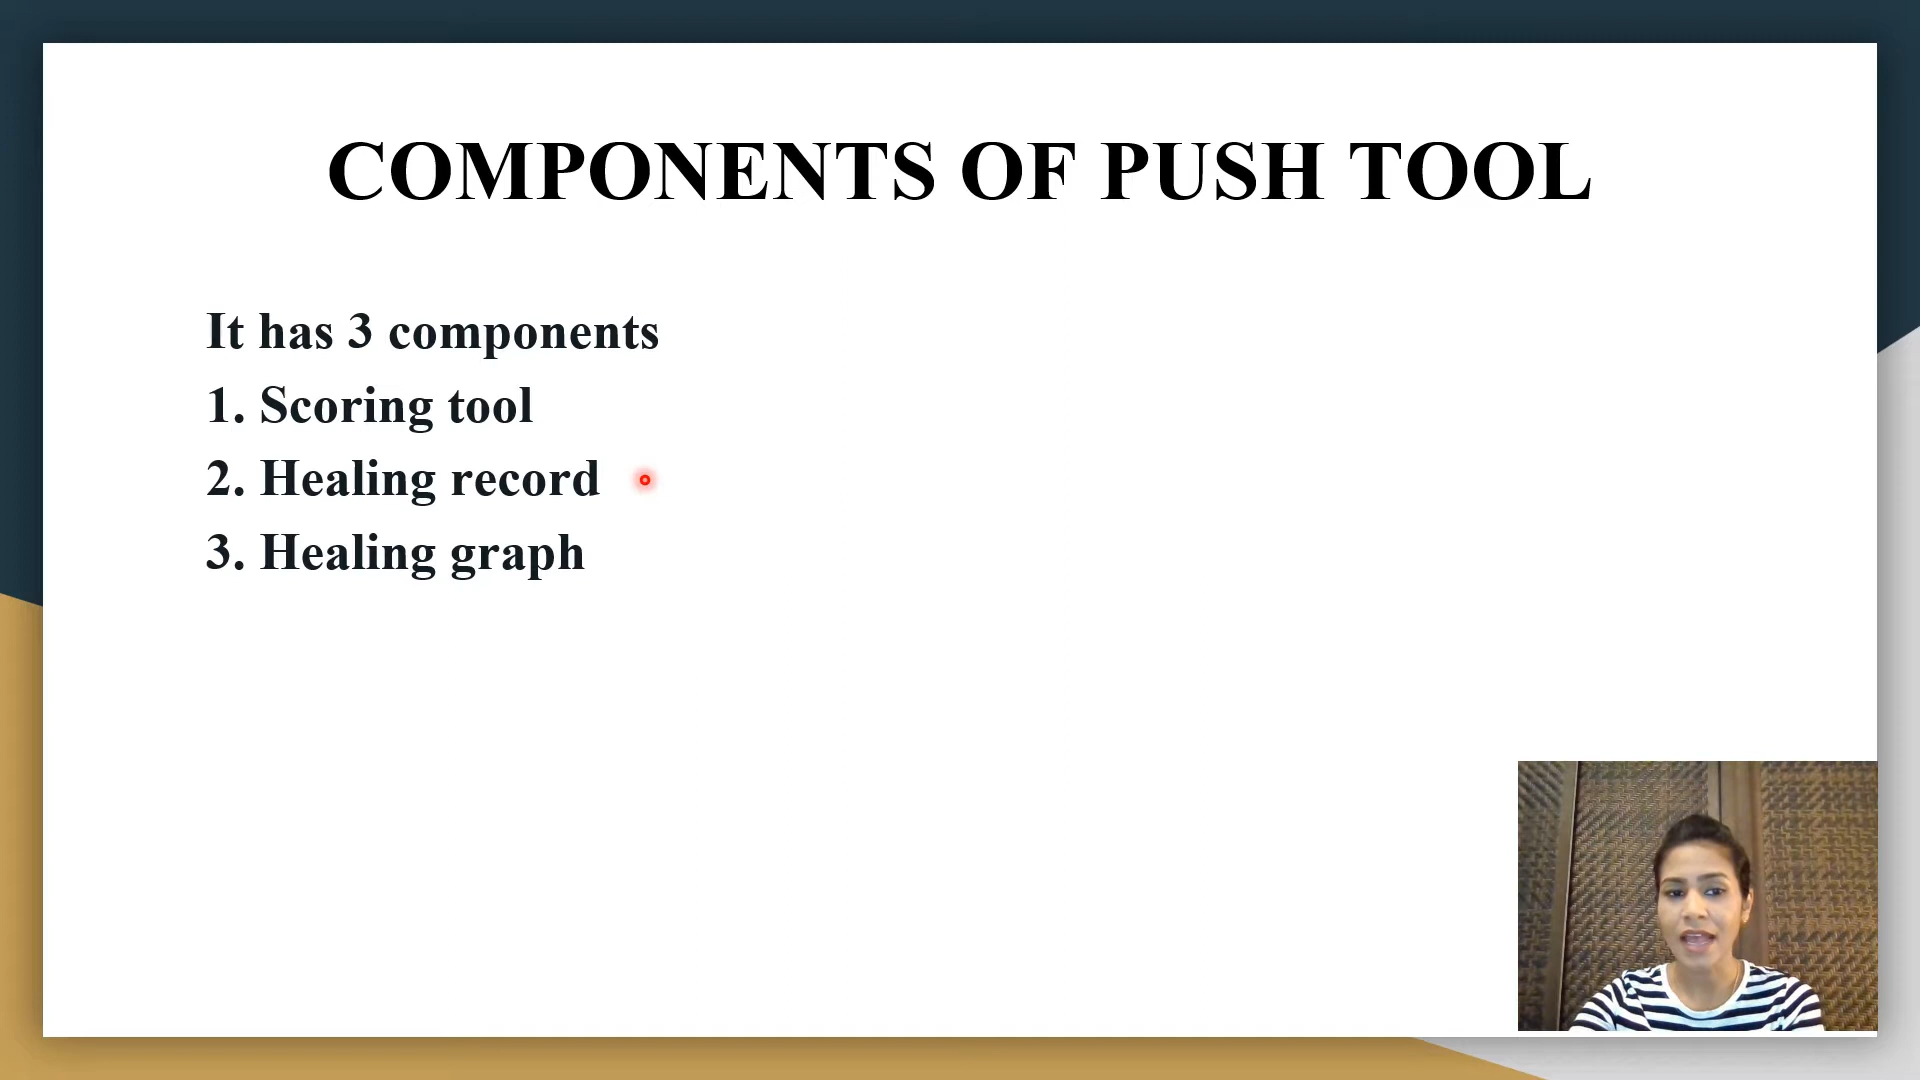 COMPONENTS OF PUSH TOOL
It has 3 components
1. Scoring tool
2. Healing record
3. Healing graph